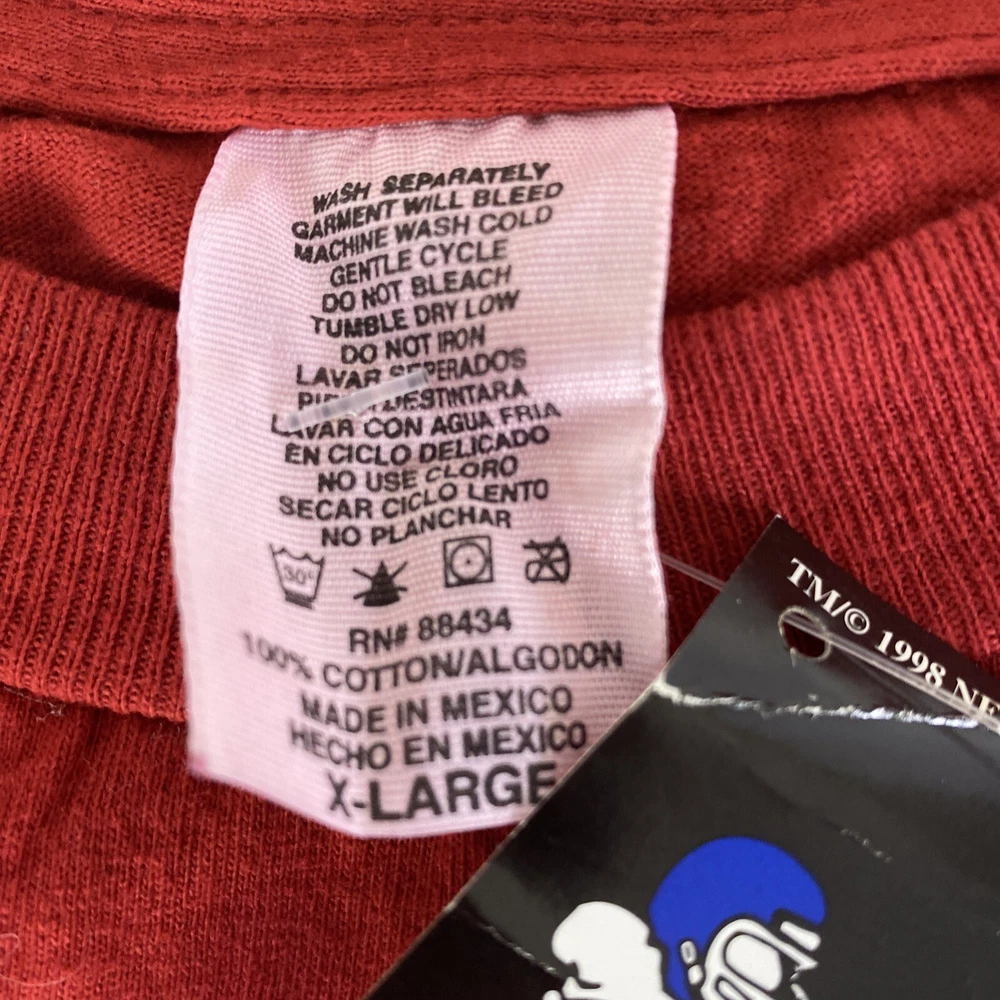 WASH SEPARATELY
GARMENT WILL BLEED
MACHINE WASH COLD
GENTLE CYCLE
DO NOT BLEACH
TUMBLE DRY LOW
DO NOT IRON
LAVAR SEPERADOS
DESTINTARA
LAVAR CON AGUA FRIA
EN CICLO DELICADO
NO USE CLORO
SECAR CICLO LENTO
NO PLANCHAR
30°
RN# 88434
100% COTTON/ALGODON
MADE IN MEXICO
HECHO EN MEXICO
X-LARGE
TM/© 1998